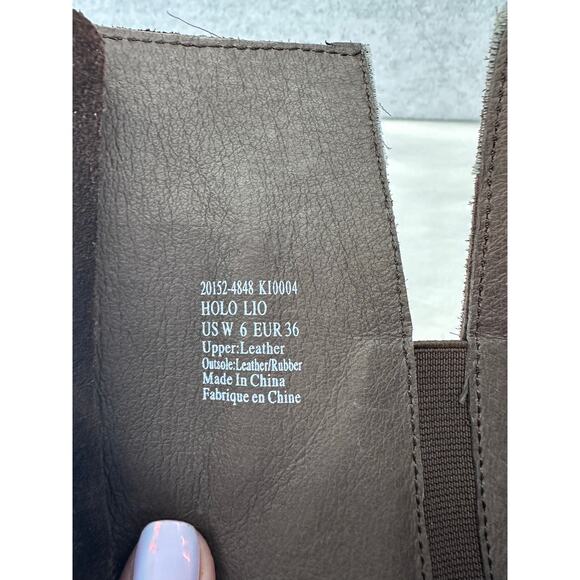 20152-4848 KI0004
HOLO LIO
US W 6 EUR 36
Upper:Leather
Outsole:Leather/Rubber
Made In China
Fabrique en Chine